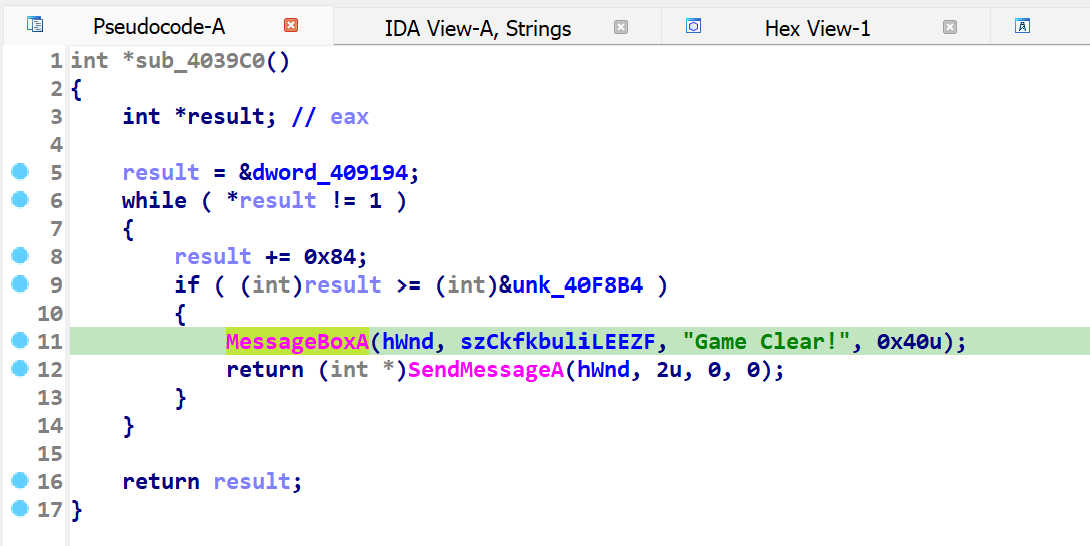 Pseudocode-A IDA View-A, Strings Hex View-1 A
1 int *sub_4039C0()
2 {
3 int *result; // eax
4
5 result = &dword_409194;
6 while ( *result != 1 )
7 {
8 result += 0x84;
9 if ( (int)result >= (int)&unk_40F8B4 )
10 {
11 MessageBoxA(hWnd, szCkfkbuliLEEZF, "Game Clear!", 0x40u);
12 return (int *)SendMessageA(hWnd, 2u, 0, 0);
13 }
14 }
15
16 return result;
17 }